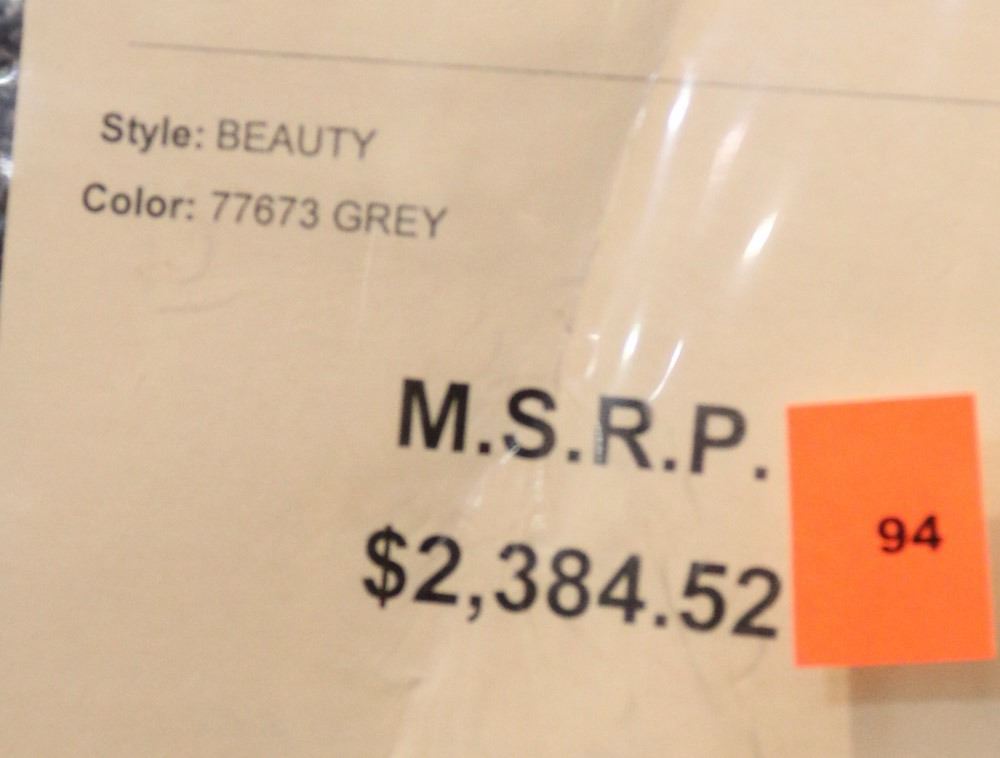 Style: BEAUTY
Color: 77673 GREY
M.S.R.P.
$2,384.52
94